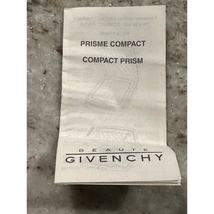 PRISME COMPACT
COMPACT PRISM
BEAUTE
GIVENCHY